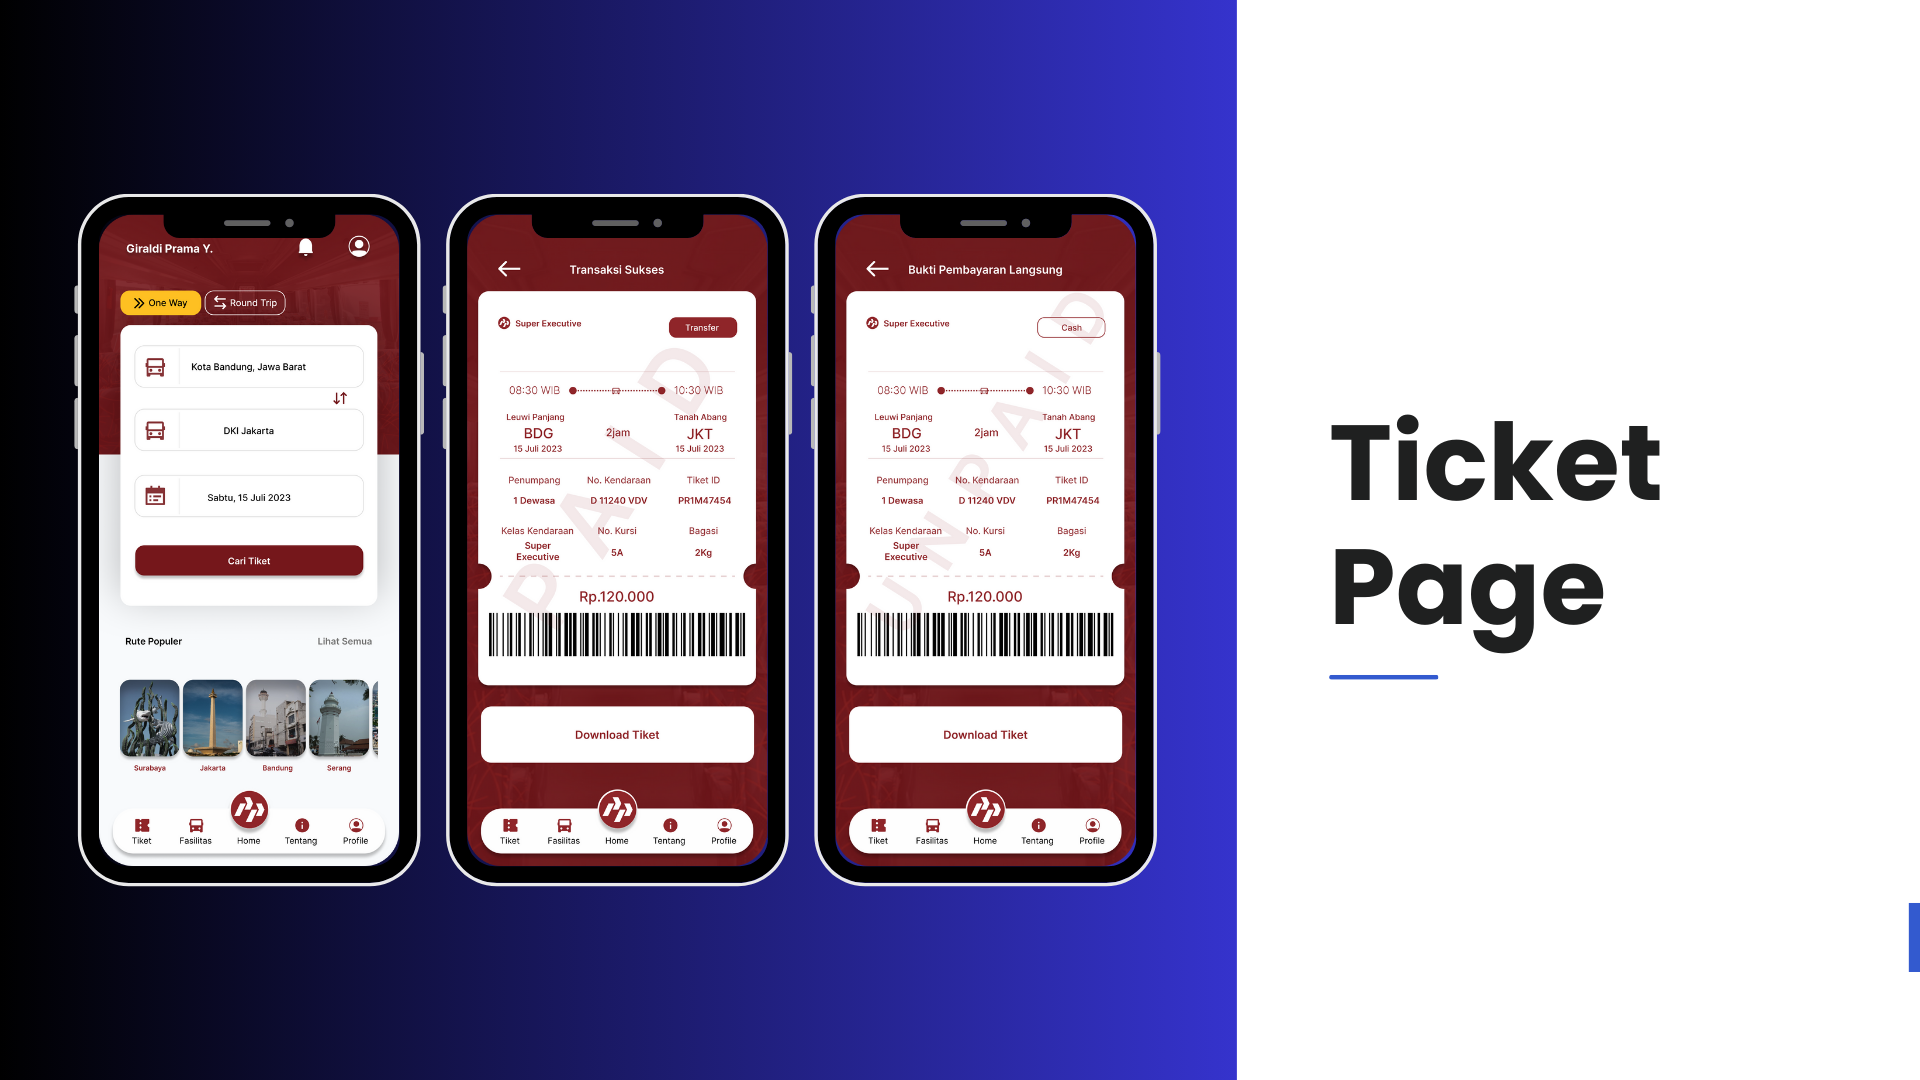 Giraldi Prama Y.
One Way
Round Trip
Kota Bandung, Jawa Barat
DKI Jakarta
Sabtu, 15 Juli 2023
Cari Tiket
Rute Populer
Lihat Semua
Surabaya
Jakarta
Bandung
Serang
Tiket
Fasilitas
Home
Tentang
Profile
Transaksi Sukses
Super Executive
Transfer
08:30 WIB
10:30 WIB
Leuwi Panjang
Tanah Abang
BDG
2jam
JKT
15 Juli 2023
15 Juli 2023
Penumpang
No. Kendaraan
Tiket ID
1 Dewasa
D 11240 VDV
PR1M47454
Kelas Kendaraan
No. Kursi
Bagasi
Super
Executive
5A
2Kg
PAID
Rp.120.000
Download Tiket
Tiket
Fasilitas
Home
Tentang
Profile
Bukti Pembayaran Langsung
Super Executive
Cash
08:30 WIB
10:30 WIB
Leuwi Panjang
Tanah Abang
BDG
2jam
JKT
15 Juli 2023
15 Juli 2023
Penumpang
No. Kendaraan
Tiket ID
1 Dewasa
D 11240 VDV
PR1M47454
Kelas Kendaraan
No. Kursi
Bagasi
Super
Executive
5A
2Kg
UNPAID
Rp.120.000
Download Tiket
Tiket
Fasilitas
Home
Tentang
Profile
Ticket
Page